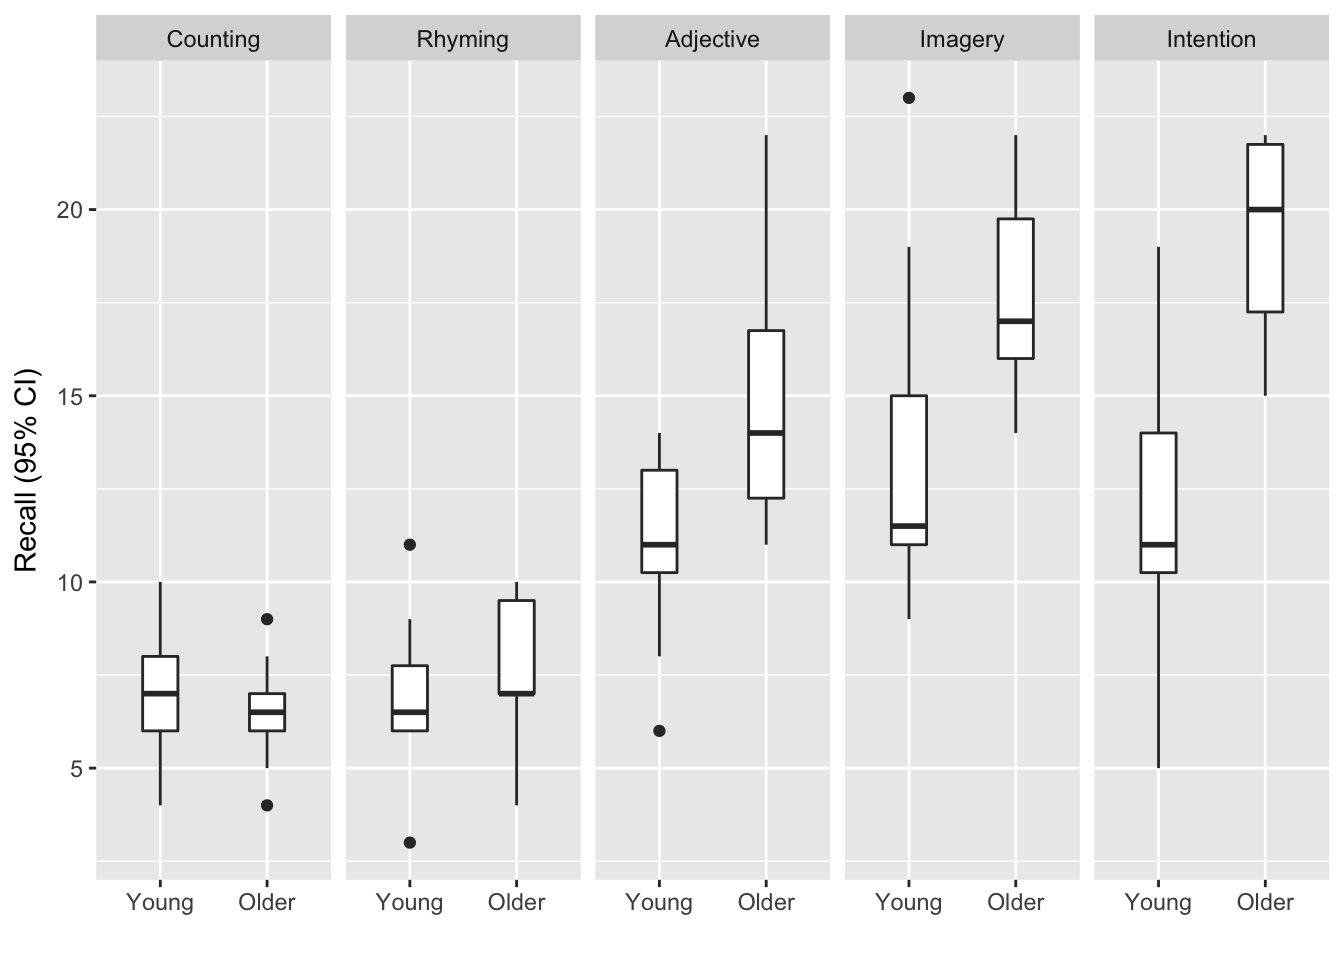 Counting
Rhyming
Adjective
Imagery
Intention
Recall (95% CI)
20
15
10
5
Young
Older
Young
Older
Young
Older
Young
Older
Young
Older